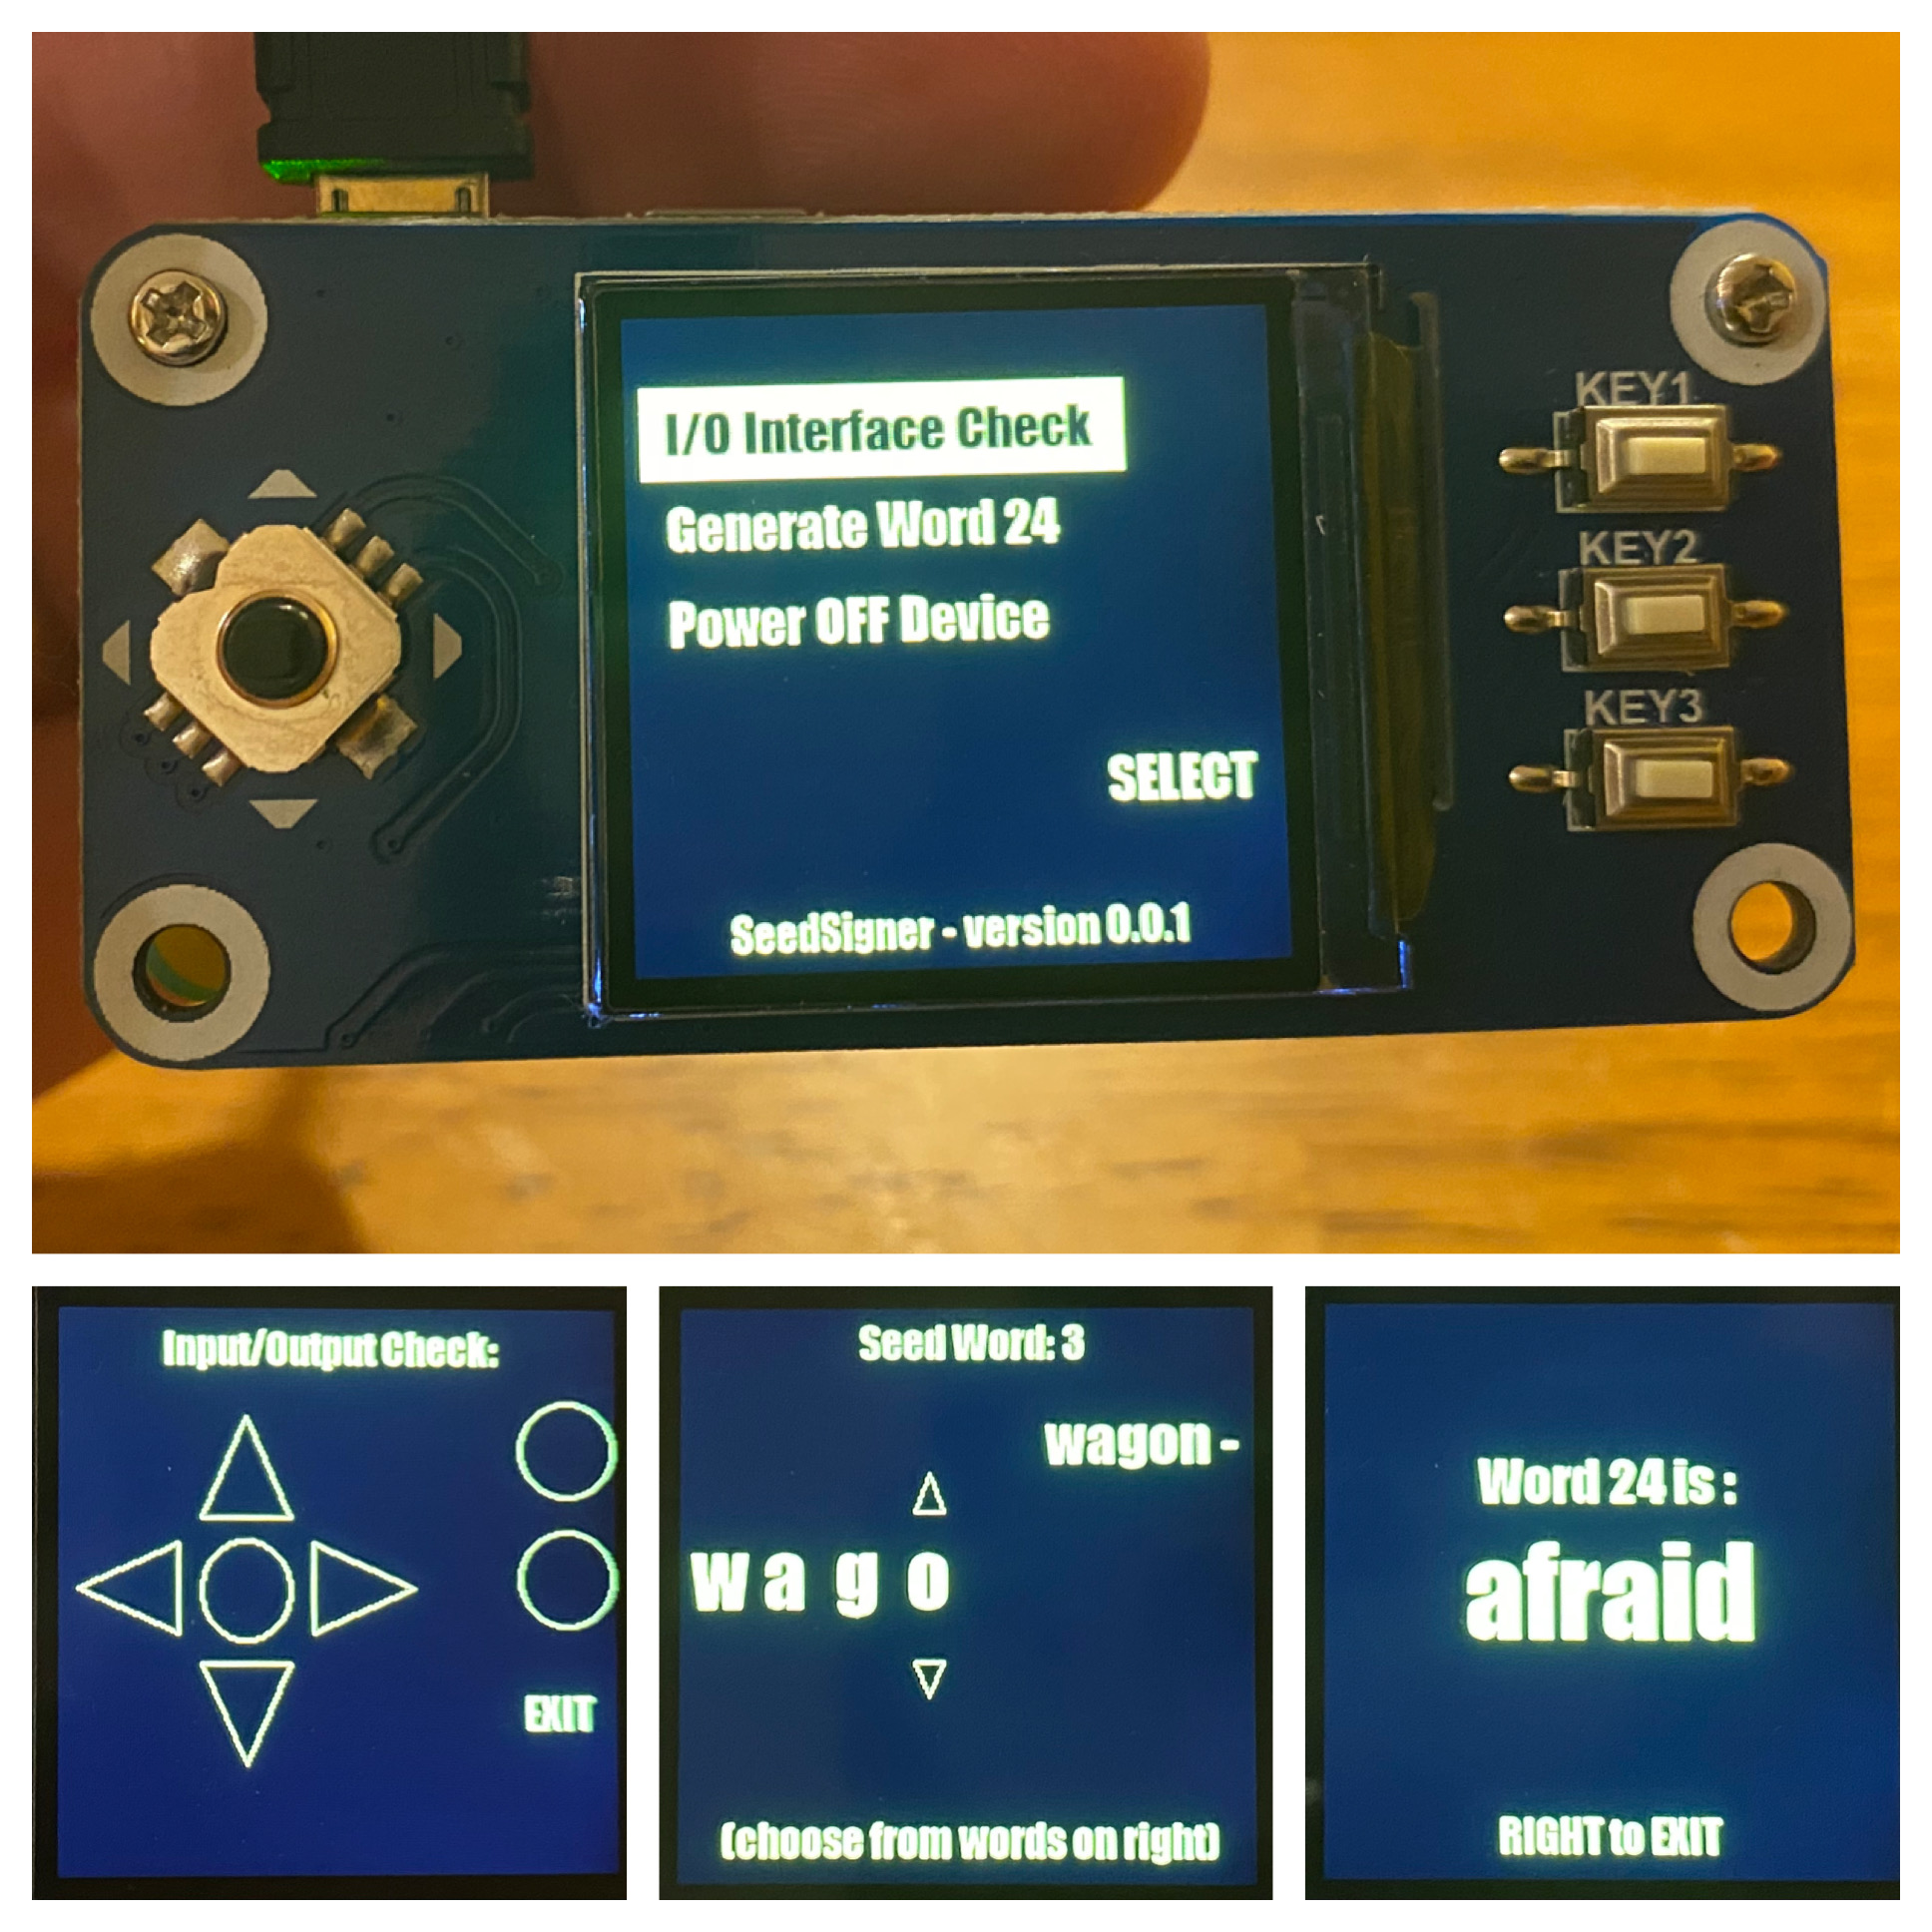 I/O Interface Check
Generate Word 24
Power OFF Device
SELECT
SeedSigner - version 0.0.1
KEY1
KEY2
KEY3
Input/Output Check:
EXIT
Seed Word: 3
wagon -
w a g o
(choose from words on right)
Word 24 is :
afraid
RIGHT to EXIT